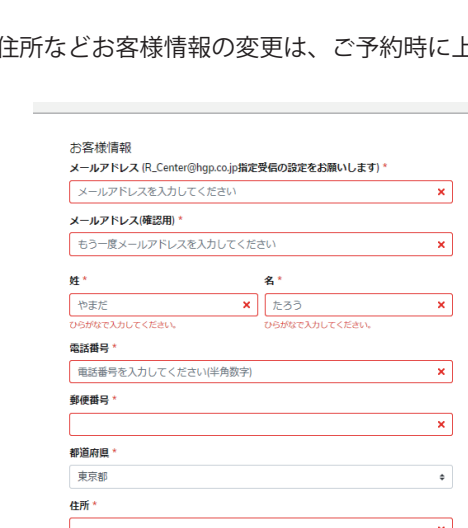 住所などお客様情報の変更は、ご予約時に上
お客様情報
メールアドレス (R_Center@hgp.co.jp指定受信の設定をお願いします) *
メールアドレスを入力してください
メールアドレス(確認用) *
もう一度メールアドレスを入力してください
姓 * 名 *
やまだ たろう
ひらがなで入力してください。 ひらがなで入力してください。
電話番号 *
電話番号を入力してください(半角数字)
郵便番号 *
都道府県 *
東京都
住所 *